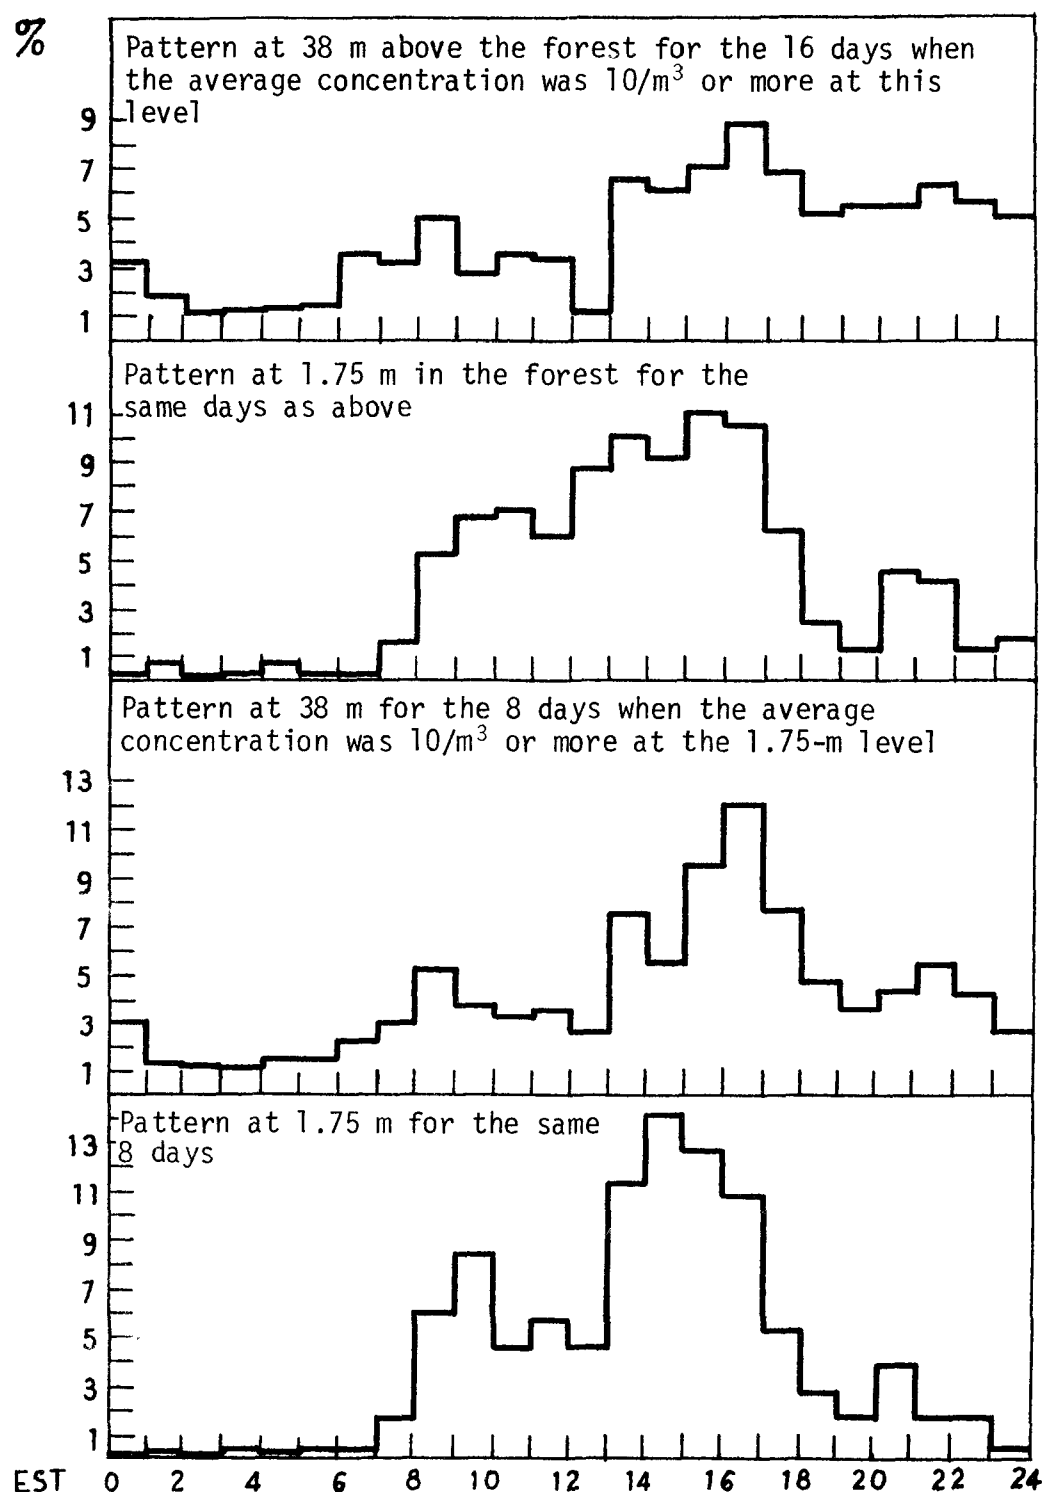 %
Pattern at 38 m above the forest for the 16 days when
the average concentration was 10/m³ or more at this
level
9
7
5
3
1
Pattern at 1.75 m in the forest for the
same days as above
11
9
7
5
3
1
Pattern at 38 m for the 8 days when the average
concentration was 10/m³ or more at the 1.75-m level
13
11
9
7
5
3
1
Pattern at 1.75 m for the same
8 days
13
11
9
7
5
3
1
EST 0 2 4 6 8 10 12 14 16 18 20 22 24